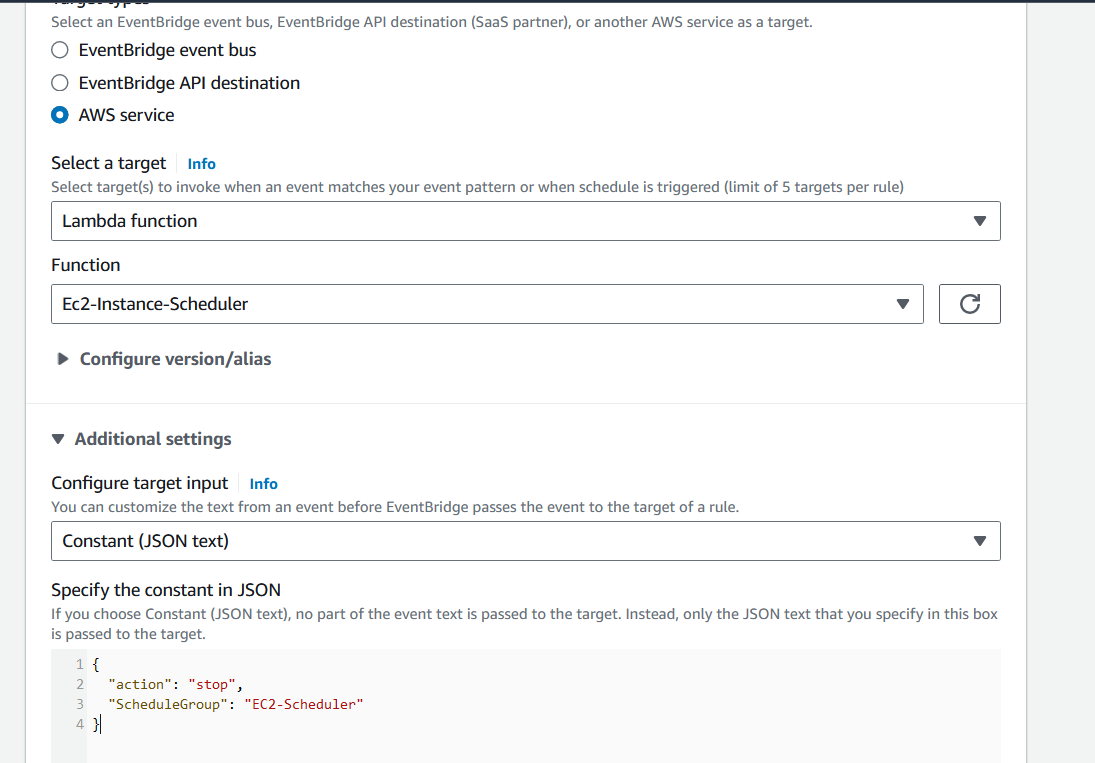 Target types
Select an EventBridge event bus, EventBridge API destination (SaaS partner), or another AWS service as a target.
EventBridge event bus
EventBridge API destination
AWS service
Select a target Info
Select target(s) to invoke when an event matches your event pattern or when schedule is triggered (limit of 5 targets per rule)
Lambda function
Function
Ec2-Instance-Scheduler
Configure version/alias
Additional settings
Configure target input Info
You can customize the text from an event before EventBridge passes the event to the target of a rule.
Constant (JSON text)
Specify the constant in JSON
If you choose Constant (JSON text), no part of the event text is passed to the target. Instead, only the JSON text that you specify in this box
is passed to the target.
1 {
2 "action": "stop",
3 "ScheduleGroup": "EC2-Scheduler"
4 }